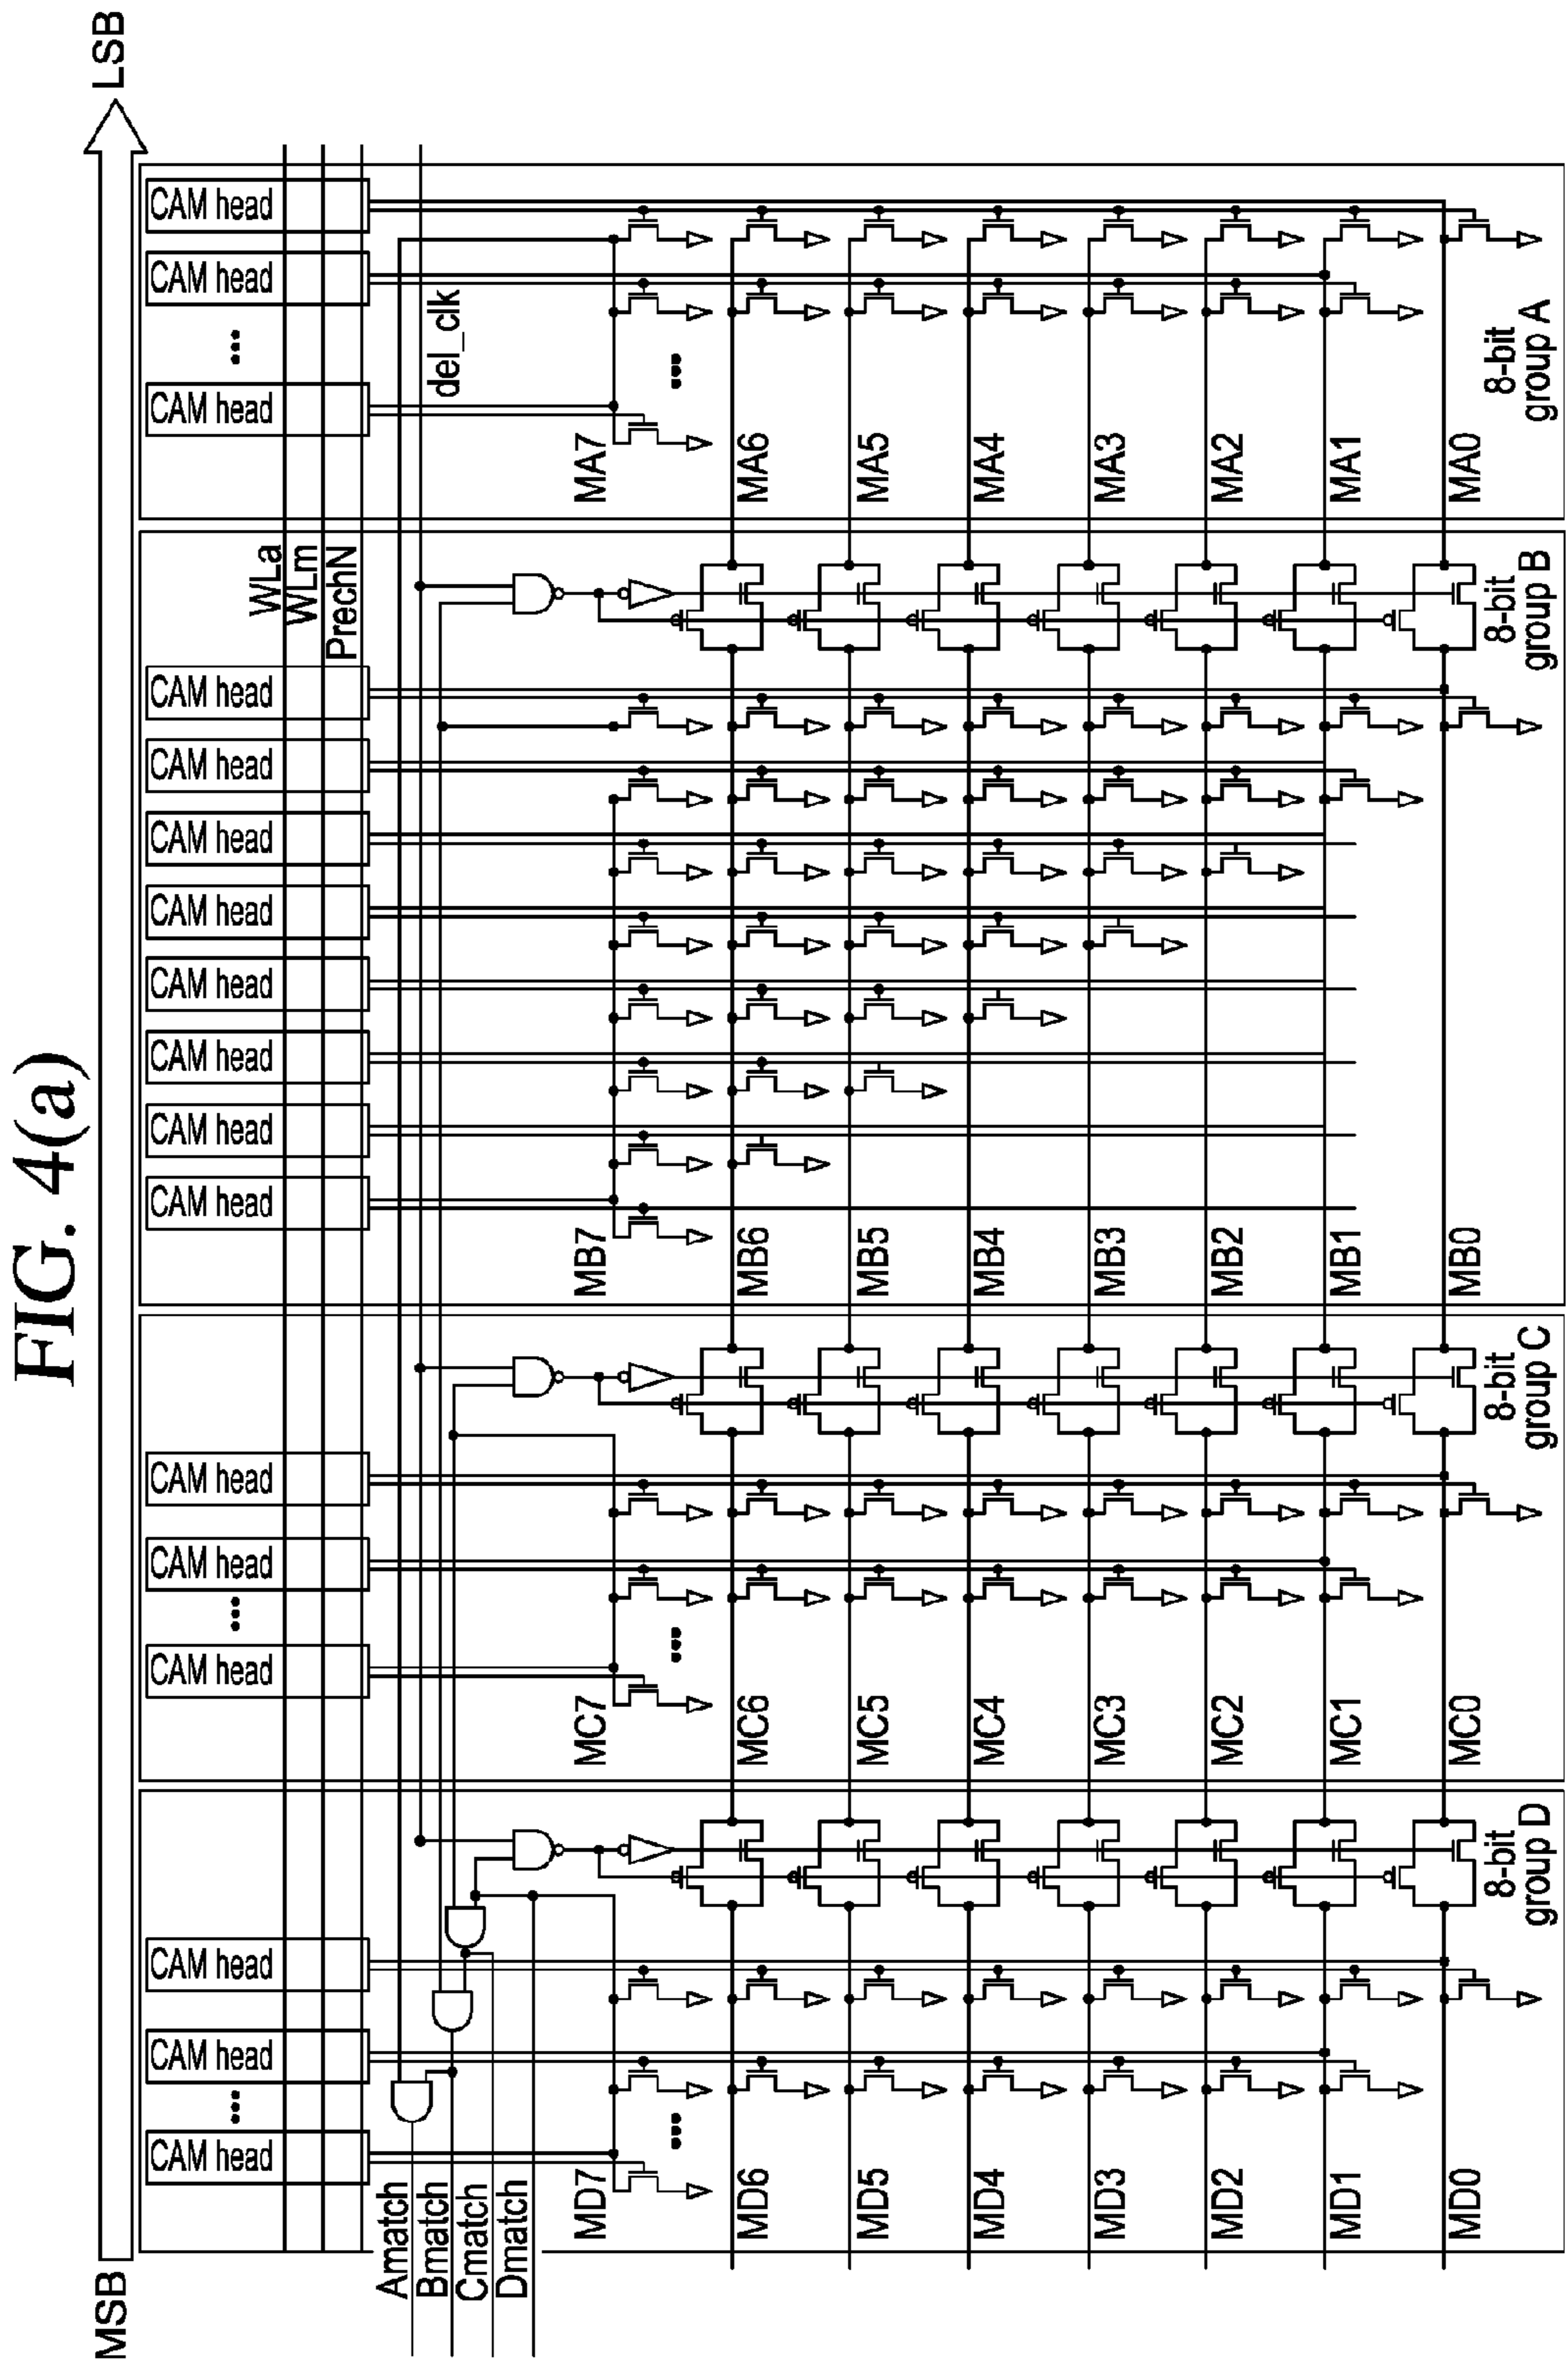 FIG. 4(a)
MSB
LSB
CAM head
•••
CAM head
CAM head
CAM head
•••
CAM head
CAM head
CAM head
CAM head
CAM head
CAM head
CAM head
CAM head
CAM head
CAM head
CAM head
•••
CAM head
CAM head
WLa
WLm
PrechN
del_clk
Amatch
Bmatch
Cmatch
Dmatch
MD7
MD6
MD5
MD4
MD3
MD2
MD1
MD0
•••
8-bit
group D
MC7
MC6
MC5
MC4
MC3
MC2
MC1
MC0
•••
8-bit
group C
MB7
MB6
MB5
MB4
MB3
MB2
MB1
MB0
8-bit
group B
MA7
MA6
MA5
MA4
MA3
MA2
MA1
MA0
•••
8-bit
group A